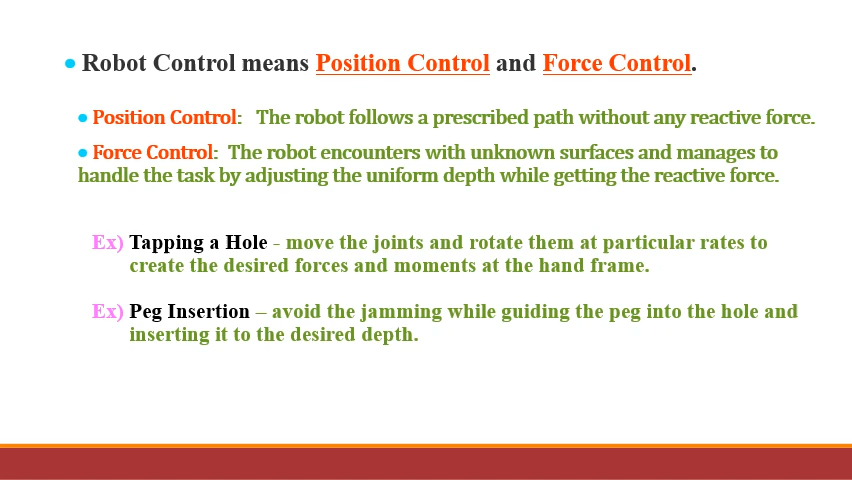 • Robot Control means Position Control and Force Control.
• Position Control: The robot follows a prescribed path without any reactive force.
• Force Control: The robot encounters with unknown surfaces and manages to
handle the task by adjusting the uniform depth while getting the reactive force.
Ex) Tapping a Hole - move the joints and rotate them at particular rates to
create the desired forces and moments at the hand frame.
Ex) Peg Insertion – avoid the jamming while guiding the peg into the hole and
inserting it to the desired depth.